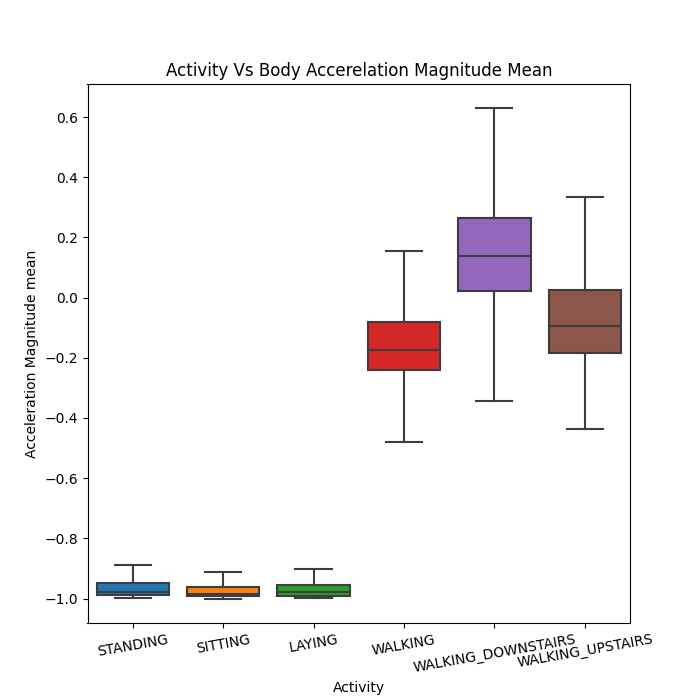 Activity Vs Body Accerelation Magnitude Mean
Acceleration Magnitude mean
0.6
0.4
0.2
0.0
−0.2
−0.4
−0.6
−0.8
−1.0
STANDING
SITTING
LAYING
WALKING
WALKING_DOWNSTAIRS
WALKING_UPSTAIRS
Activity